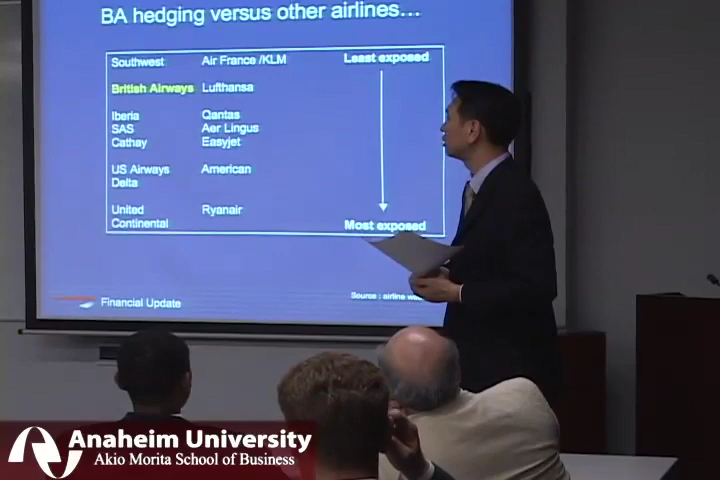 BA hedging versus other airlines...
Southwest Air France /KLM Least exposed
British Airways Lufthansa
Iberia Qantas
SAS Aer Lingus
Cathay Easyjet
US Airways American
Delta
United Ryanair
Continental Most exposed
Financial Update Source : airline
Anaheim University
Akio Morita School of Business